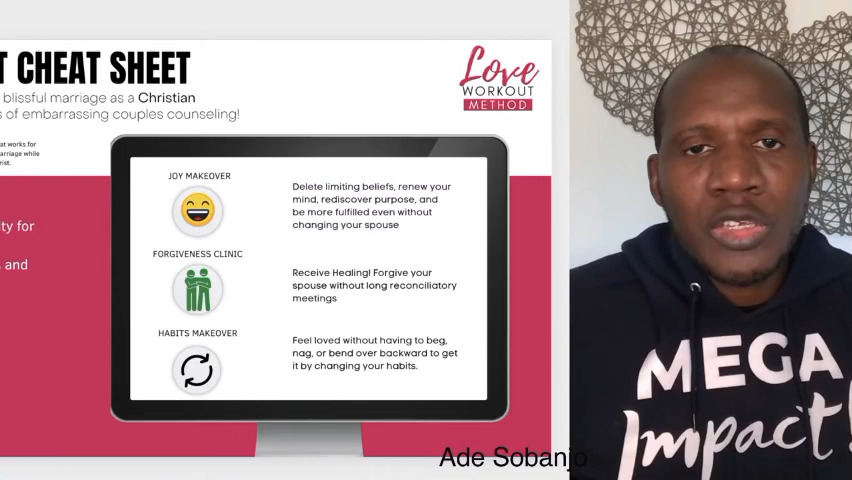 T CHEAT SHEET
blissful marriage as a Christian
s of embarrassing couples counseling!
at works for
arriage while
rist.
ty for
s and
Love
WORKOUT
METHOD
JOY MAKEOVER
Delete limiting beliefs, renew your
mind, rediscover purpose, and
be more fulfilled even without
changing your spouse
FORGIVENESS CLINIC
Receive Healing! Forgive your
spouse without long reconciliatory
meetings
HABITS MAKEOVER
Feel loved without having to beg,
nag, or bend over backward to get
it by changing your habits.
MEGA
Impact!
Ade Sobanjo